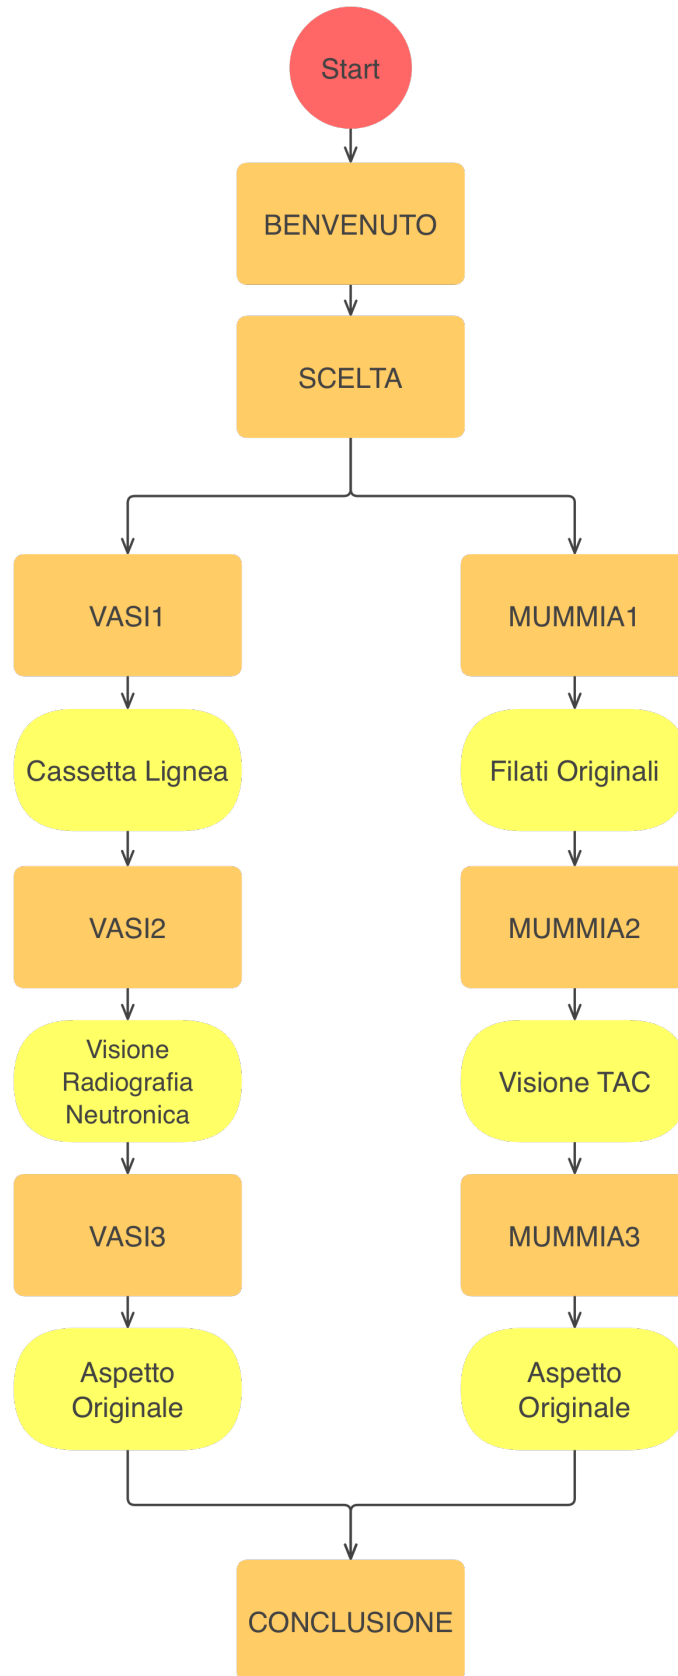 Start
BENVENUTO
SCELTA
VASI1
MUMMIA1
Cassetta Lignea
Filati Originali
VASI2
MUMMIA2
Visione
Radiografia
Neutronica
Visione TAC
VASI3
MUMMIA3
Aspetto
Originale
Aspetto
Originale
CONCLUSIONE